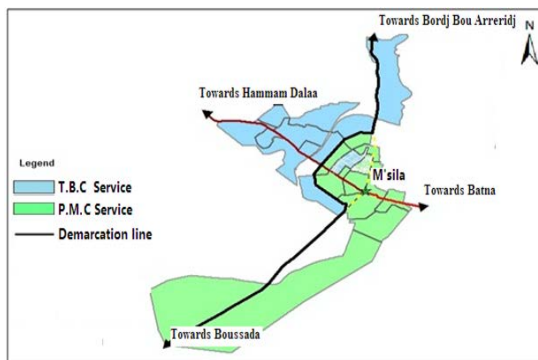 Towards Bordj Bou Arreridj
N
Towards Hammam Dalaa
M'sila
Towards Batna
Legend
T.B.C Service
P.M.C Service
Demarcation line
Towards Boussada